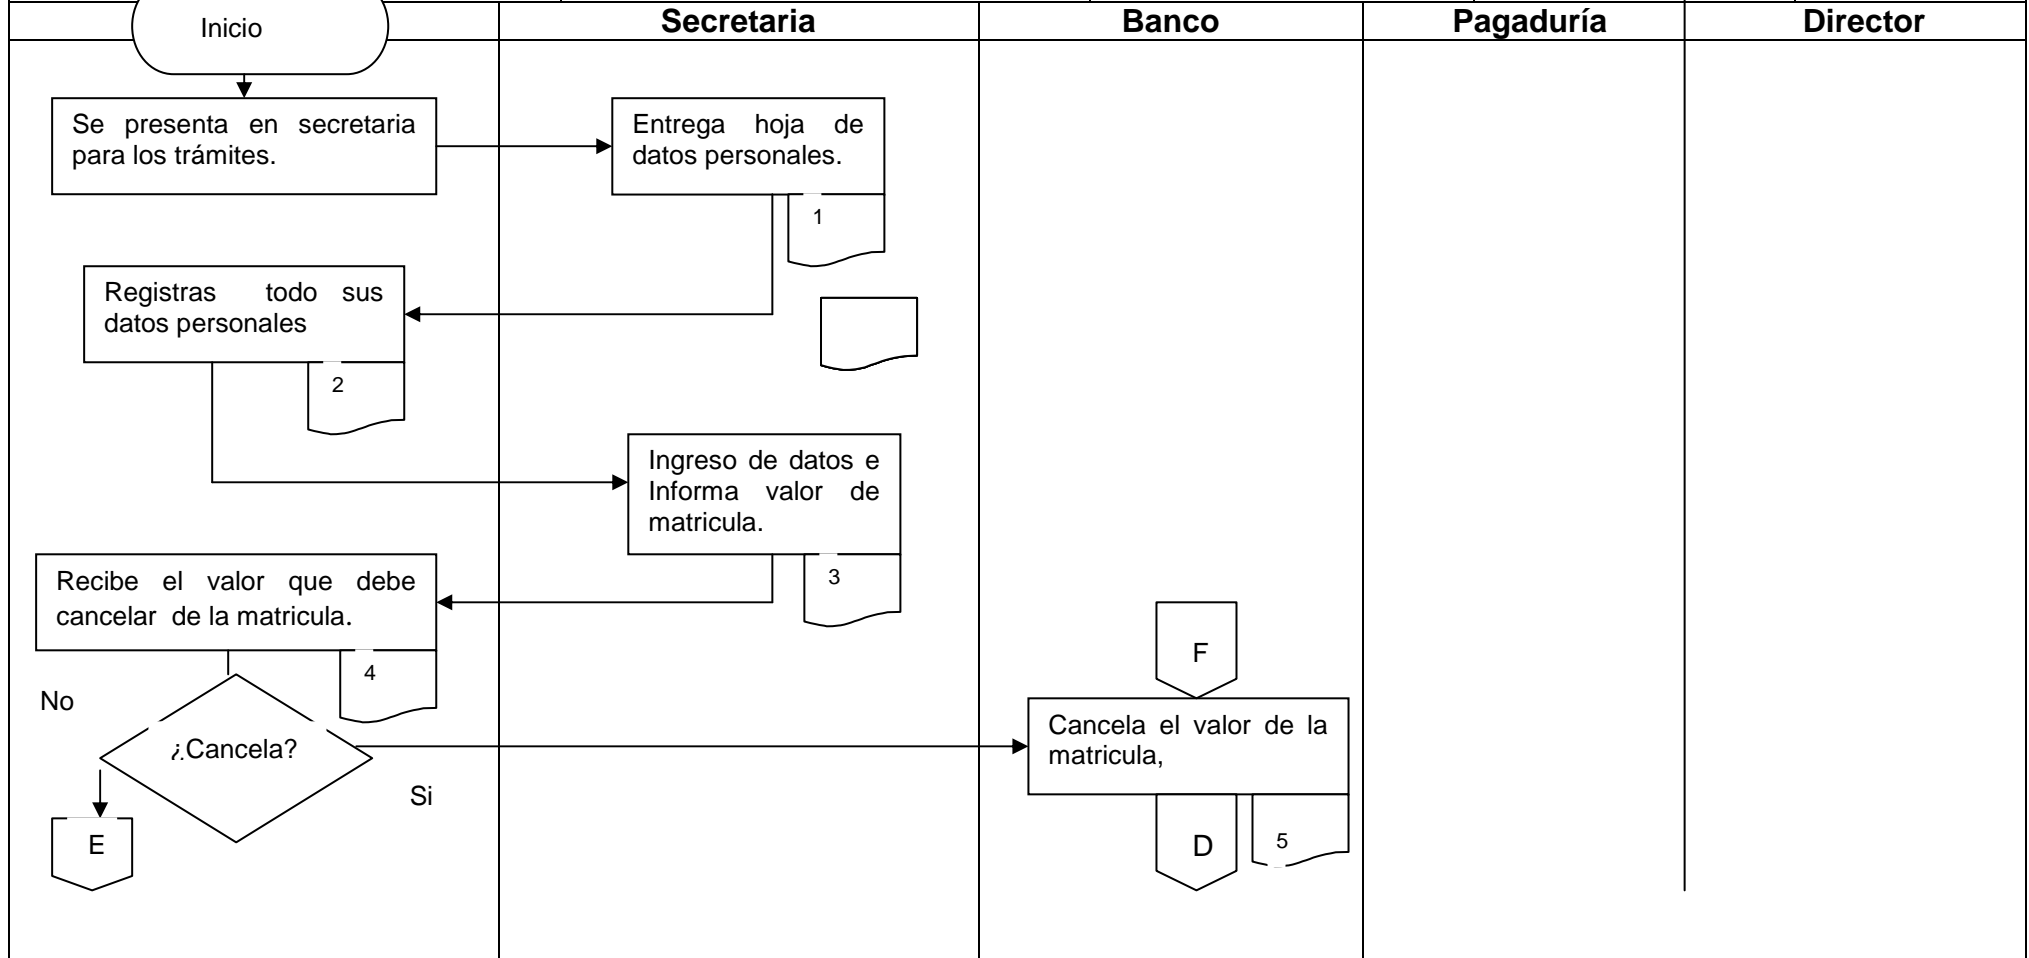 Inicio
Secretaria
Banco
Pagaduría
Director
Se presenta en secretaria
para los trámites.
Entrega hoja de
datos personales.
1
Registras todo sus
datos personales
2
Ingreso de datos e
Informa valor de
matricula.
3
Recibe el valor que debe
cancelar de la matricula.
4
F
No
Cancela el valor de la
matricula,
¿Cancela?
Si
E
D
5